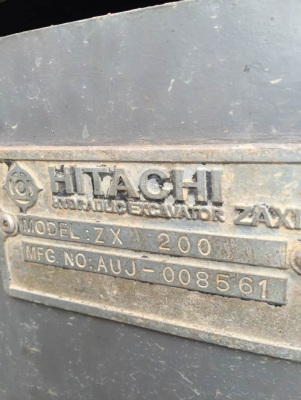 HITACHI
HYDRAULIC EXCAVATOR ZAXI
MODEL: ZX 200
MFG. NO: AUJ-008561